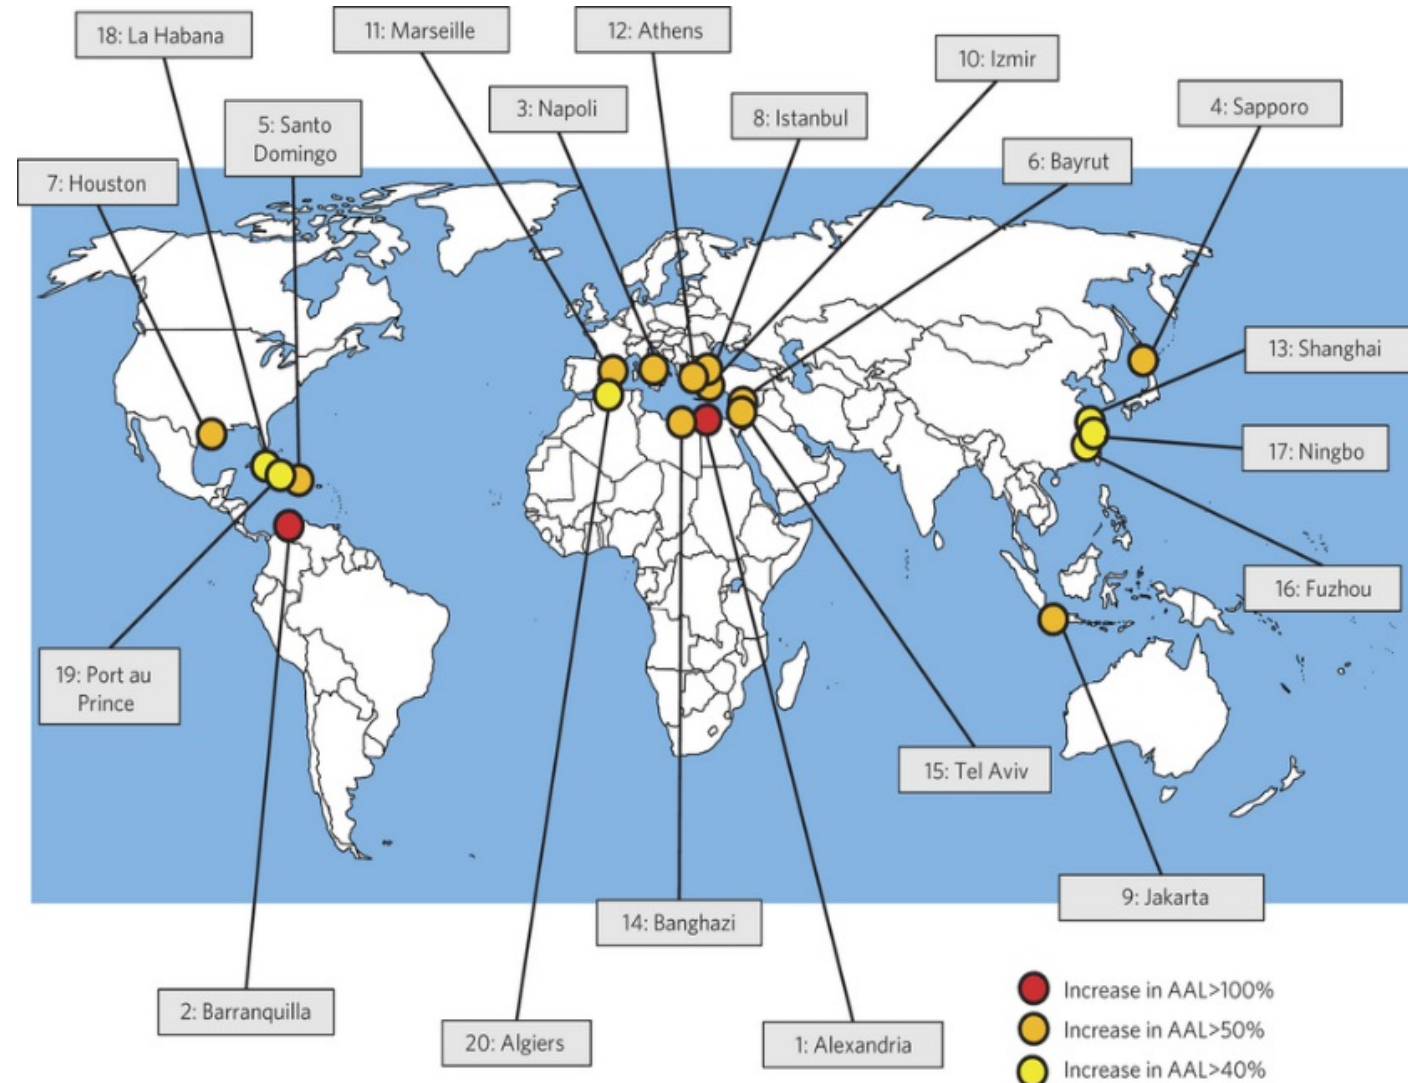 18: La Habana
11: Marseille
12: Athens
10: Izmir
3: Napoli
8: Istanbul
4: Sapporo
5: Santo
Domingo
6: Bayrut
7: Houston
13: Shanghai
17: Ningbo
16: Fuzhou
19: Port au
Prince
15: Tel Aviv
9: Jakarta
14: Banghazi
2: Barranquilla
20: Algiers
1: Alexandria
Increase in AAL>100%
Increase in AAL>50%
Increase in AAL>40%